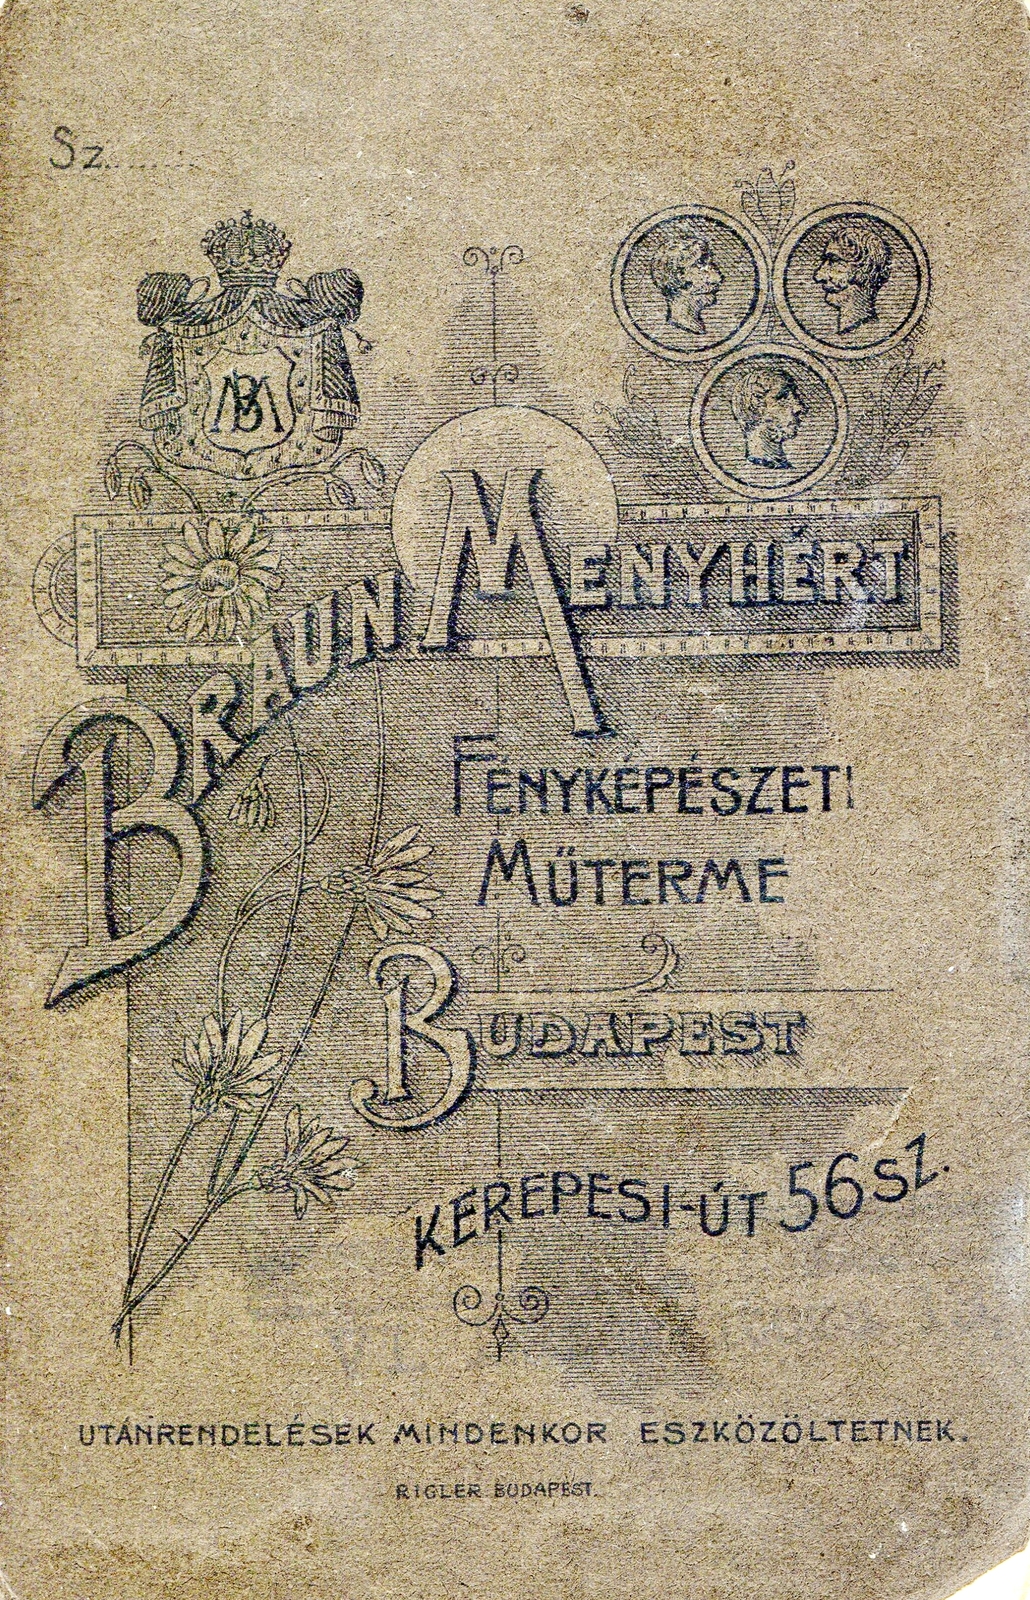 Sz.........
BM
BRAUN MENYHÉRT
FÉNYKÉPÉSZETI
MŰTERME
BUDAPEST
KEREPESI-ÚT 56 SZ.
UTÁNRENDELÉSEK MINDENKOR ESZKÖZÖLTETNEK.
RIGLER BUDAPEST.